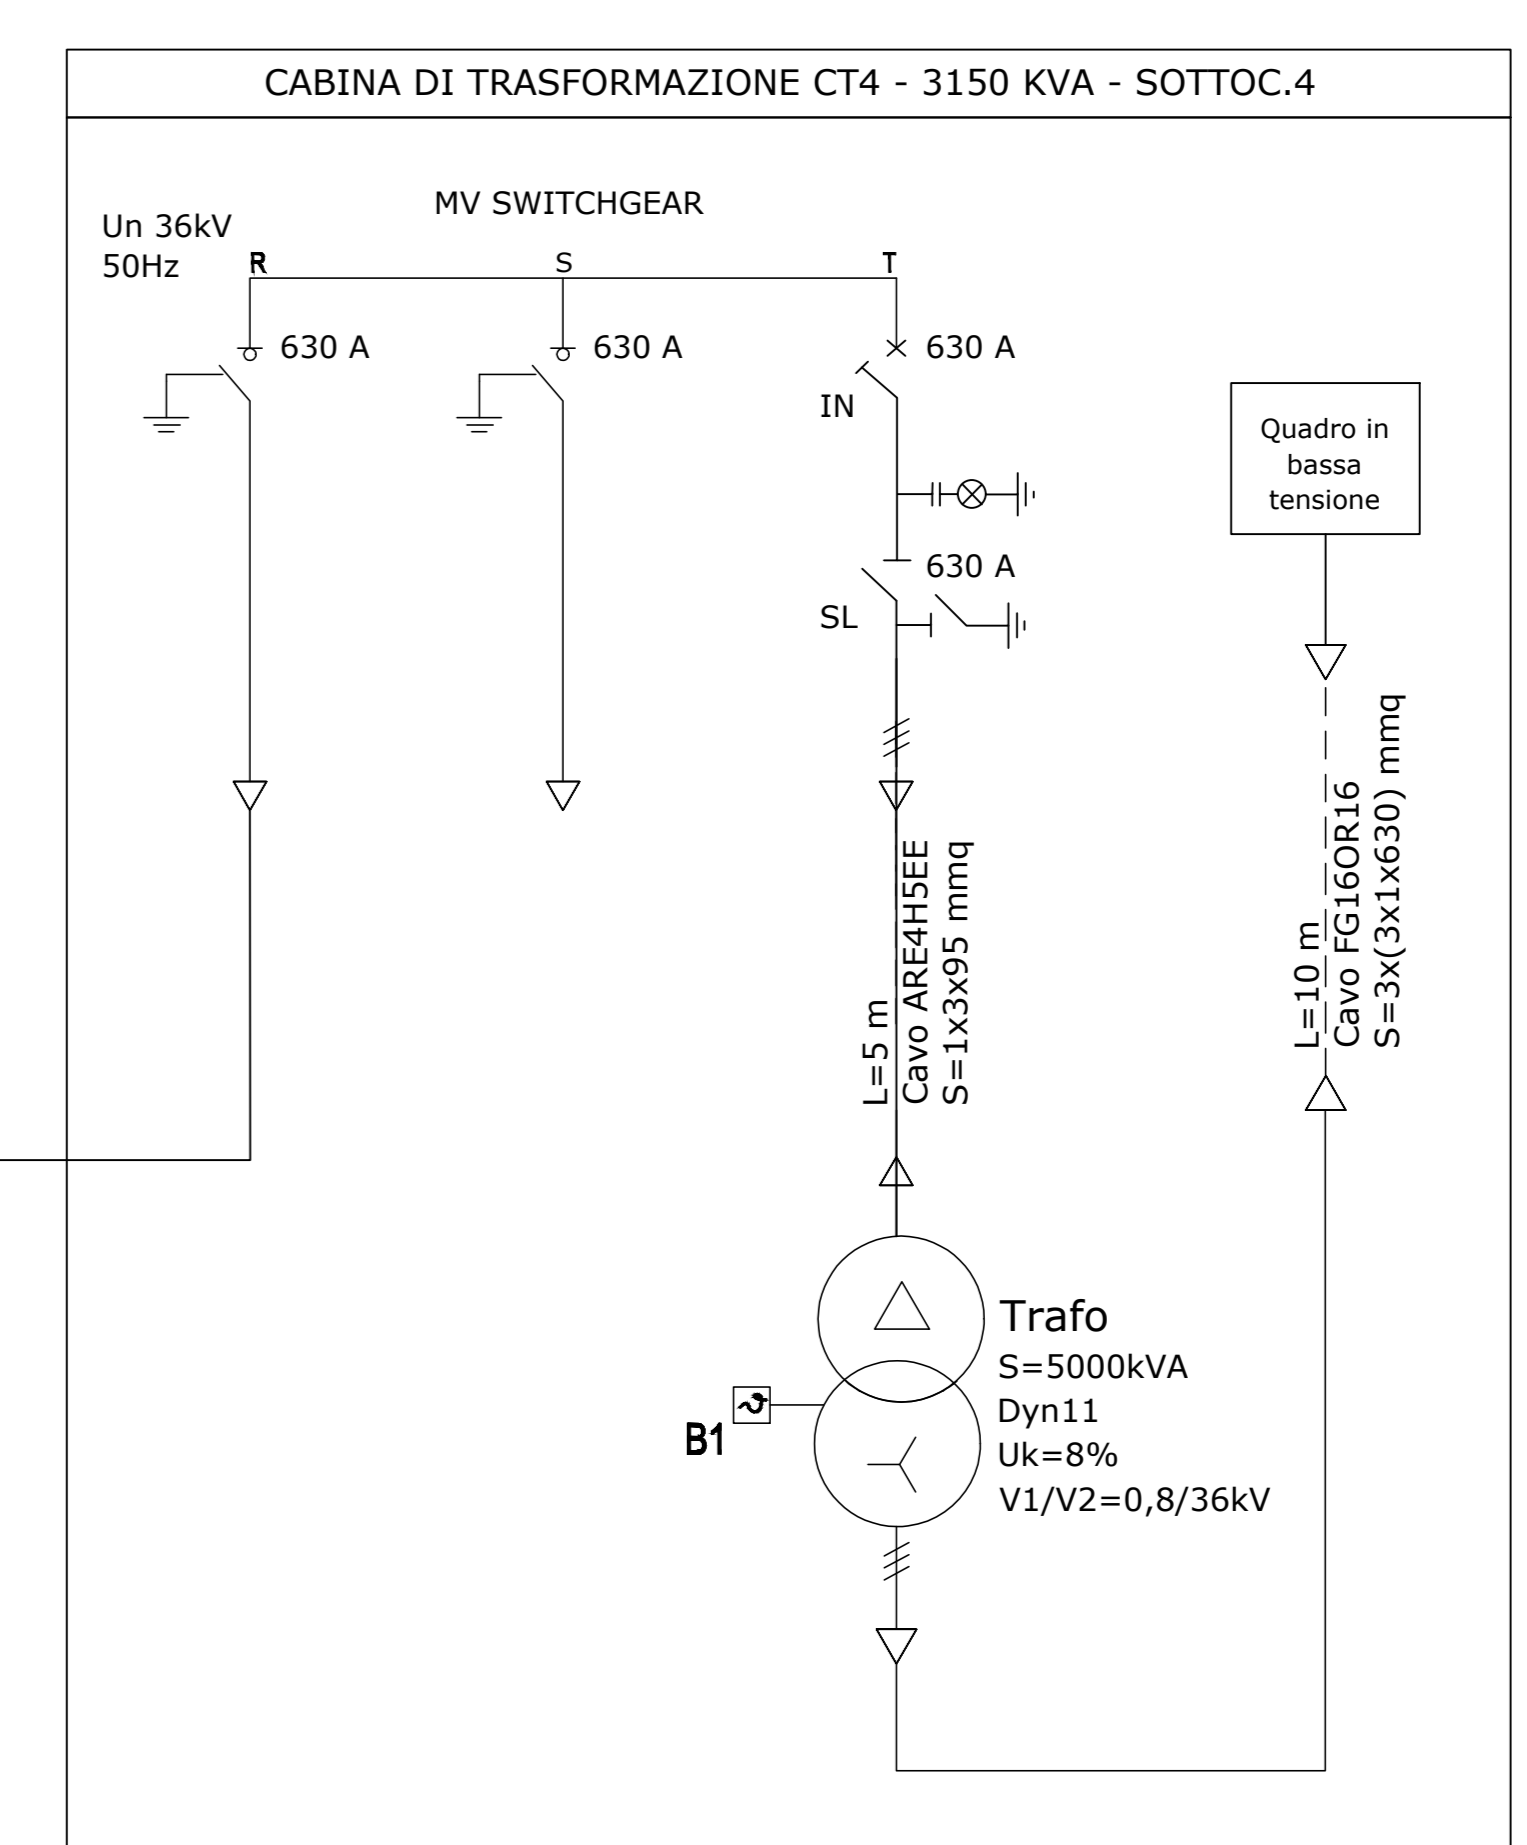 CABINA DI TRASFORMAZIONE CT4 - 3150 KVA - SOTTOC.4
MV SWITCHGEAR
Un 36kV
50Hz
R
S
T
630 A
630 A
630 A
IN
Quadro in
bassa
tensione
630 A
SL
L=5 m
Cavo ARE4H5EE
S=1x3x95 mmq
L=10 m
Cavo FG16OR16
S=3x(3x1x630) mmq
Trafo
S=5000kVA
Dyn11
Uk=8%
V1/V2=0,8/36kV
B1